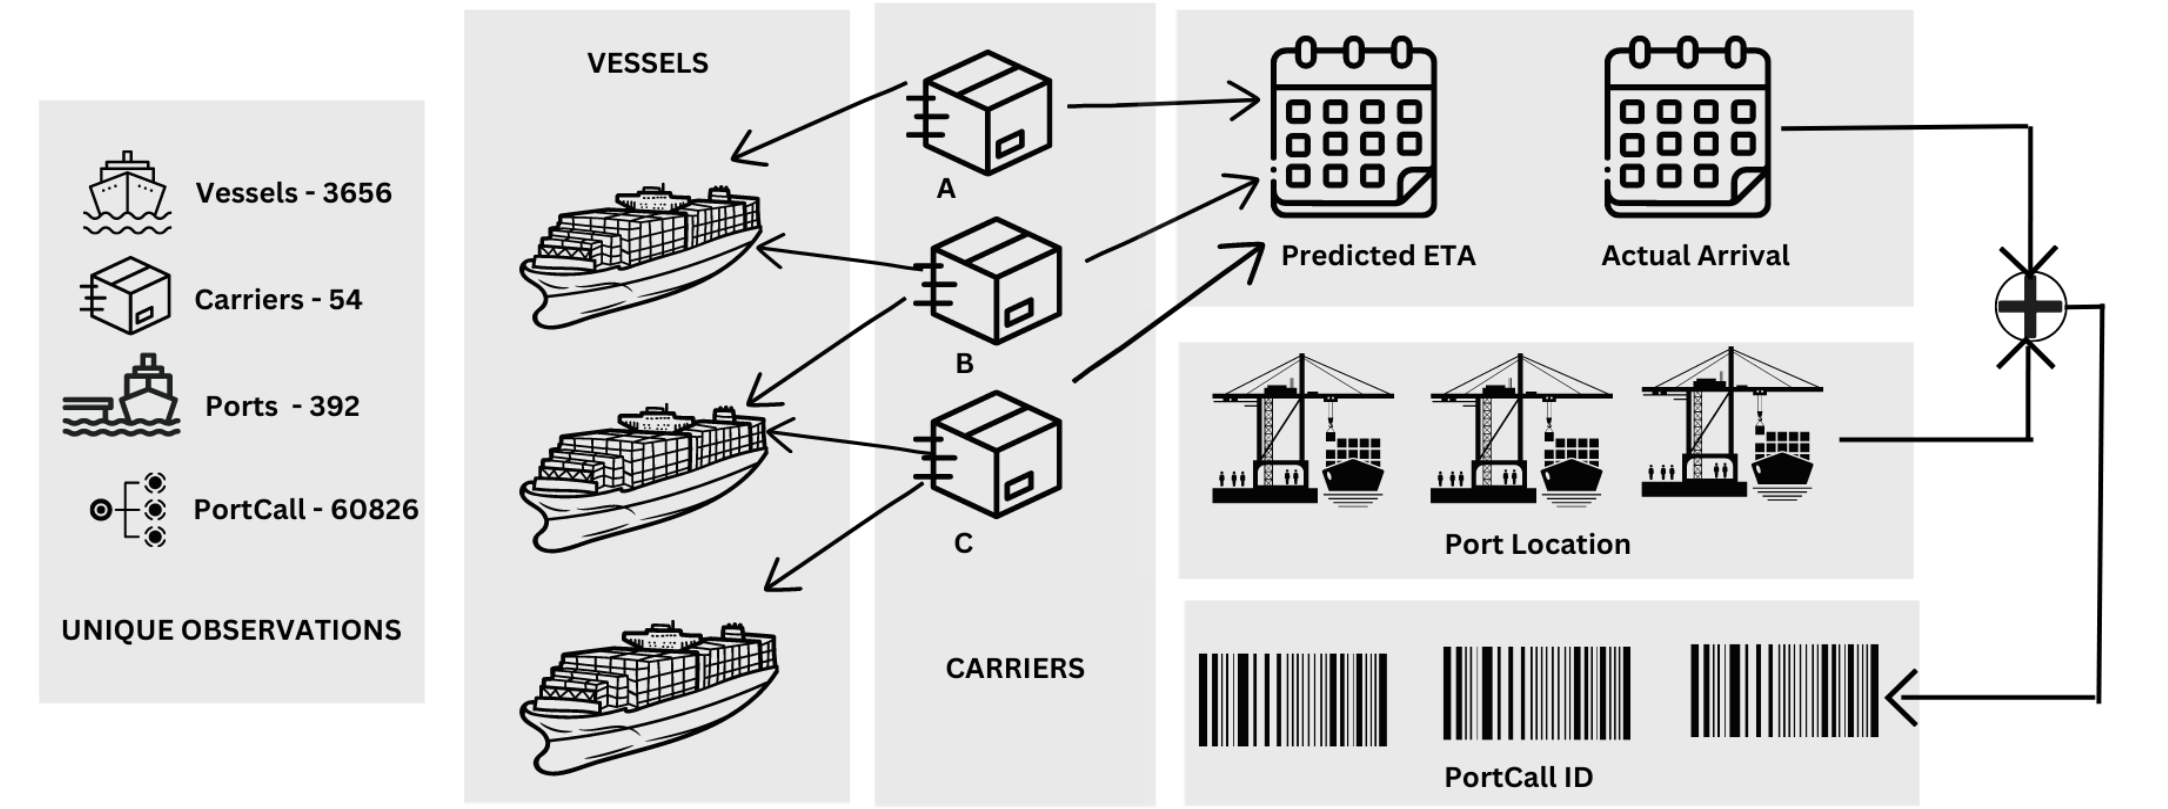 Vessels - 3656
Carriers - 54
Ports - 392
PortCall - 60826
UNIQUE OBSERVATIONS
VESSELS
A
B
C
CARRIERS
Predicted ETA
Actual Arrival
Port Location
PortCall ID